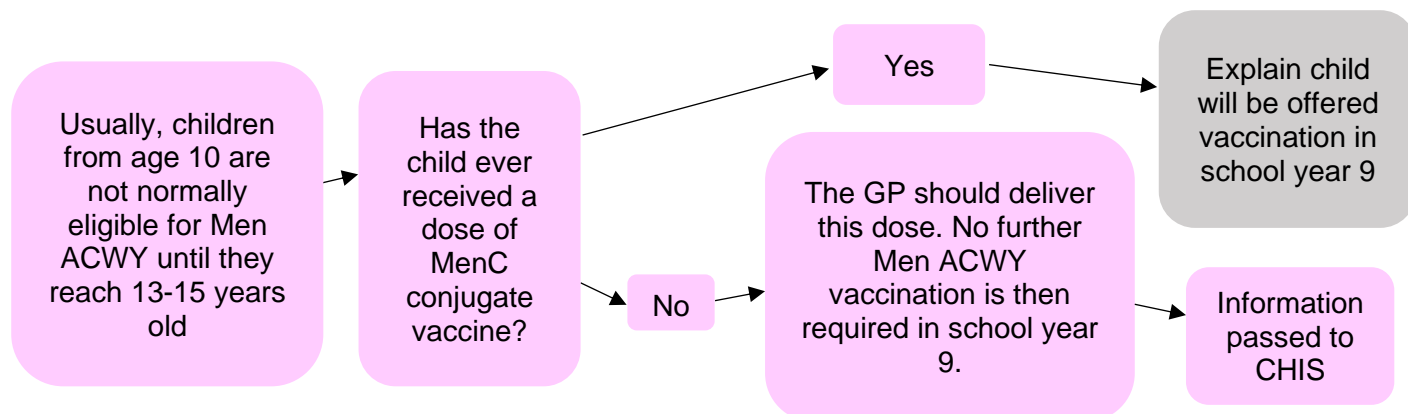 Usually, children
from age 10 are
not normally
eligible for Men
ACWY until they
reach 13-15 years
old
Has the
child ever
received a
dose of
MenC
conjugate
vaccine?
Yes
Explain child
will be offered
vaccination in
school year 9
No
The GP should deliver
this dose. No further
Men ACWY
vaccination is then
required in school year
9.
Information
passed to
CHIS